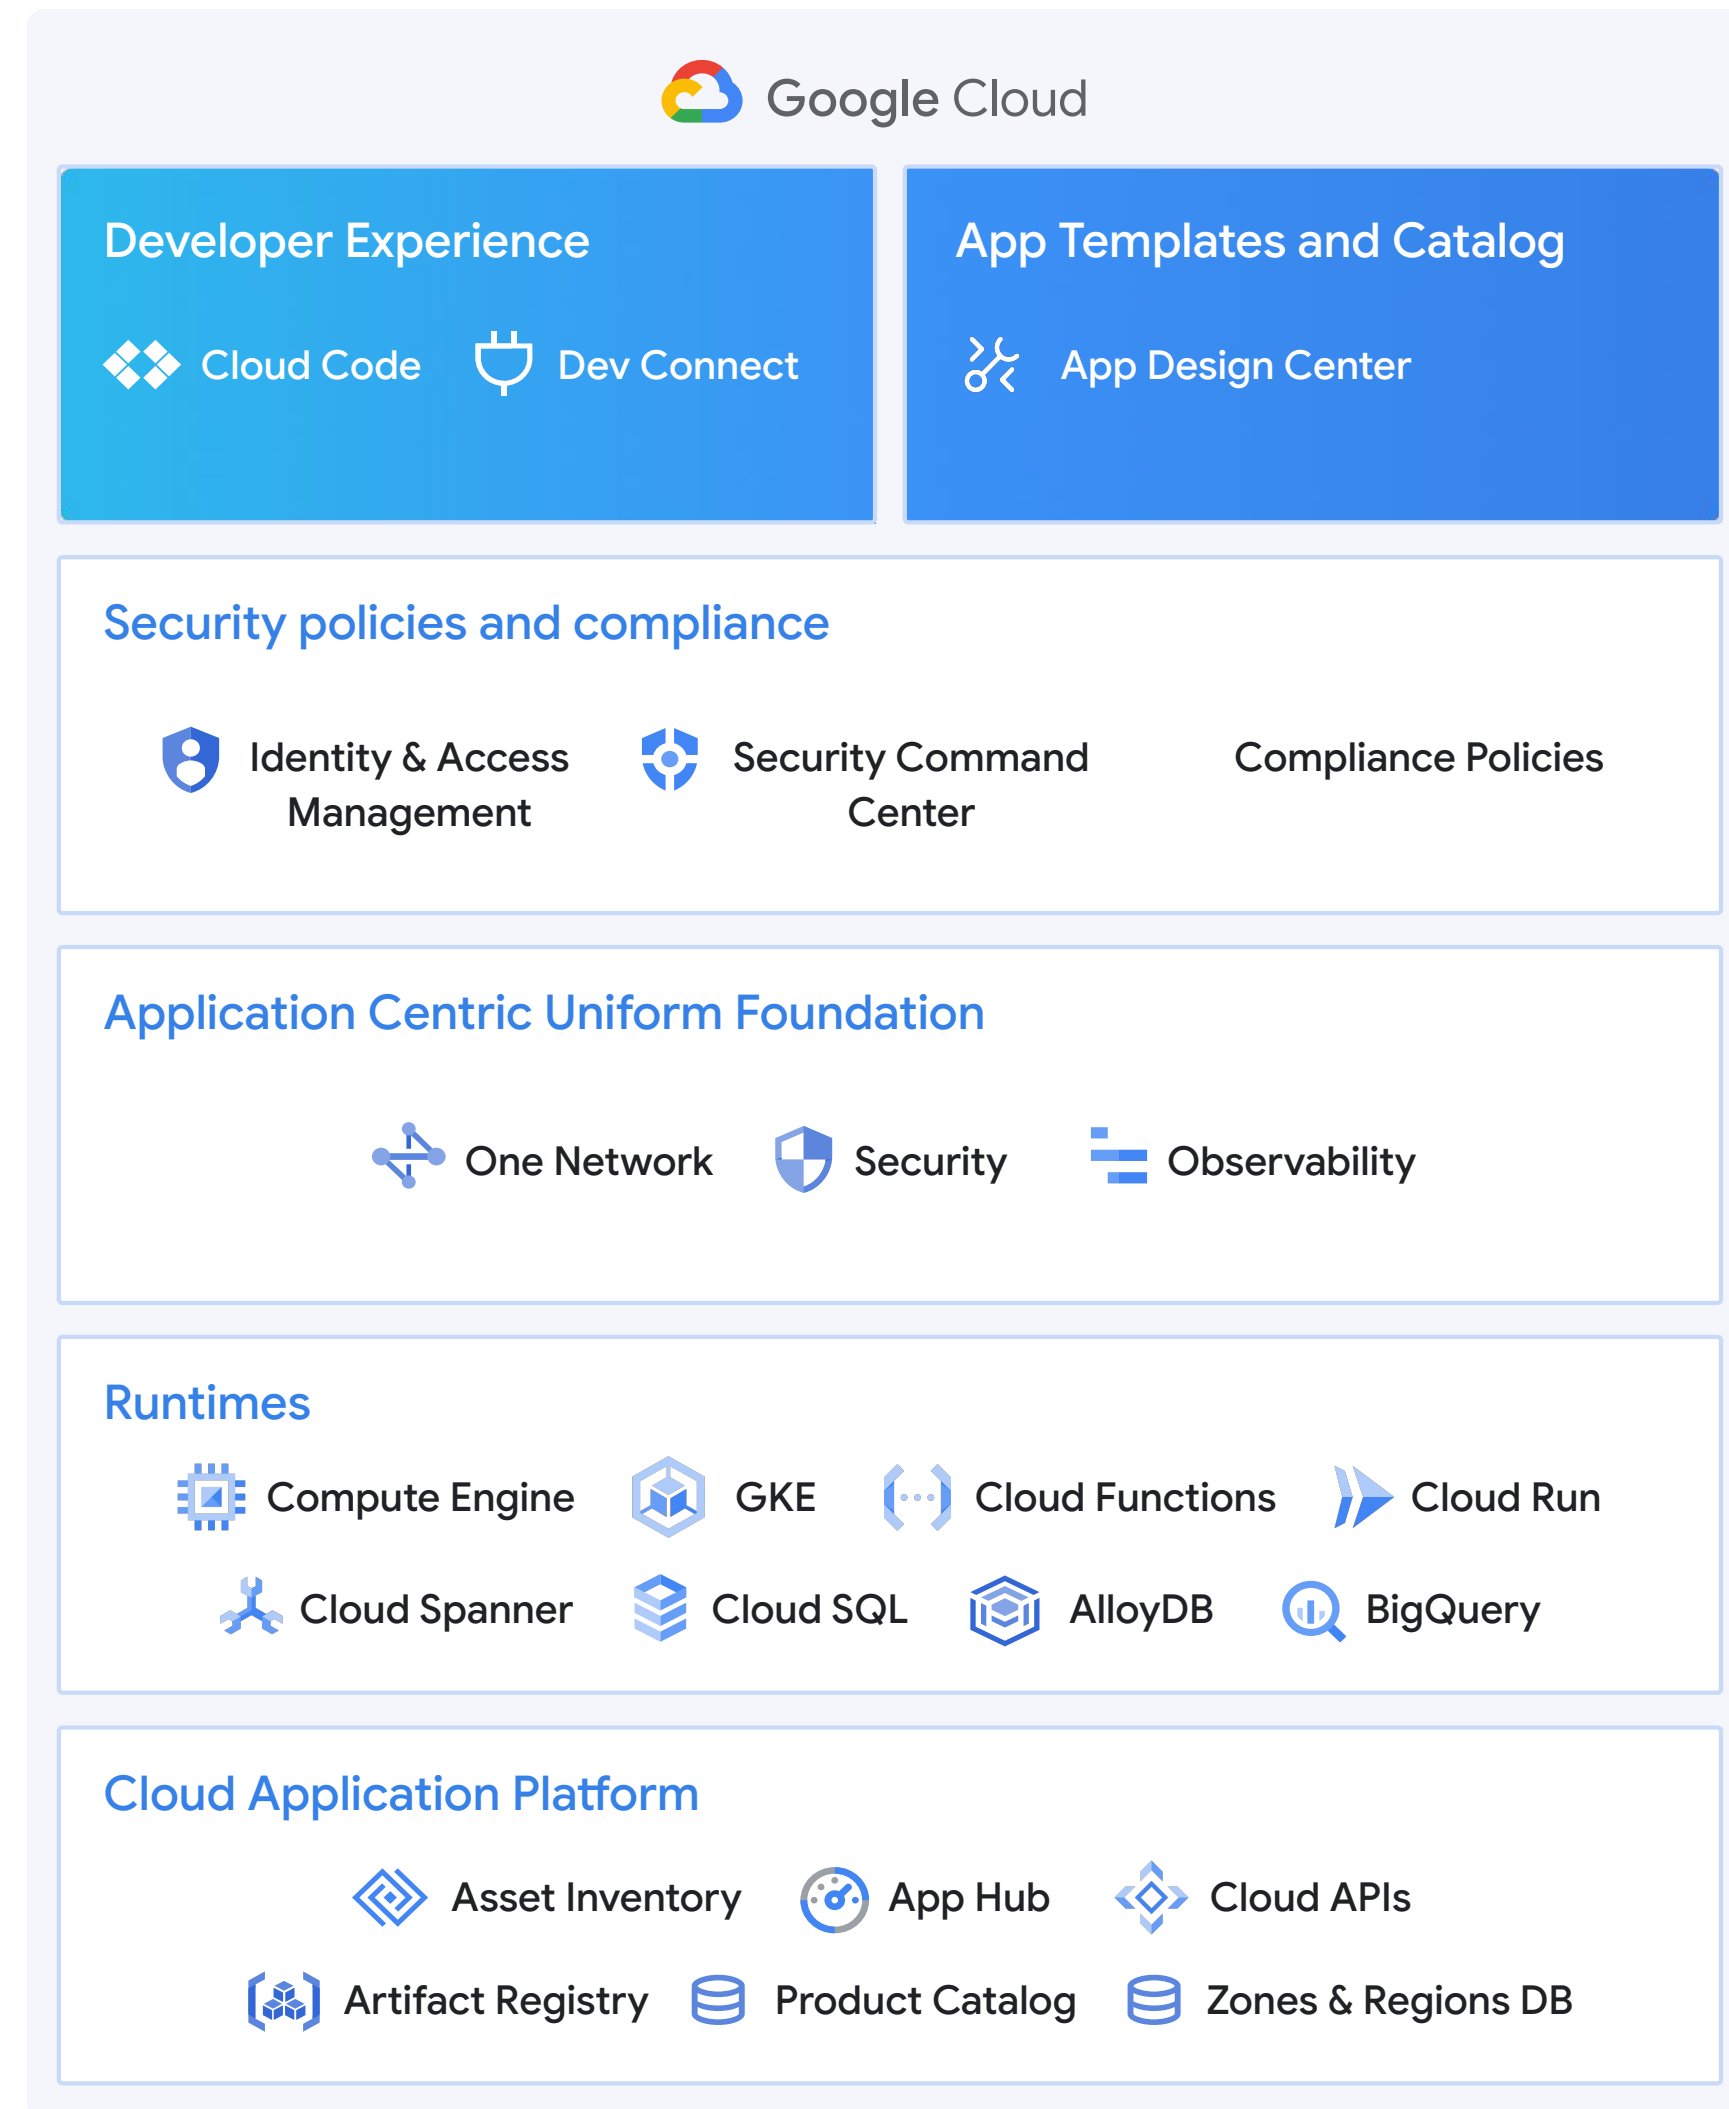 Google Cloud
Developer Experience
Cloud Code
Dev Connect
App Templates and Catalog
App Design Center
Security policies and compliance
Identity & Access
Management
Security Command
Center
Compliance Policies
Application Centric Uniform Foundation
One Network
Security
Observability
Runtimes
Compute Engine
GKE
Cloud Functions
Cloud Run
Cloud Spanner
Cloud SQL
AlloyDB
BigQuery
Cloud Application Platform
Asset Inventory
App Hub
Cloud APIs
Artifact Registry
Product Catalog
Zones & Regions DB